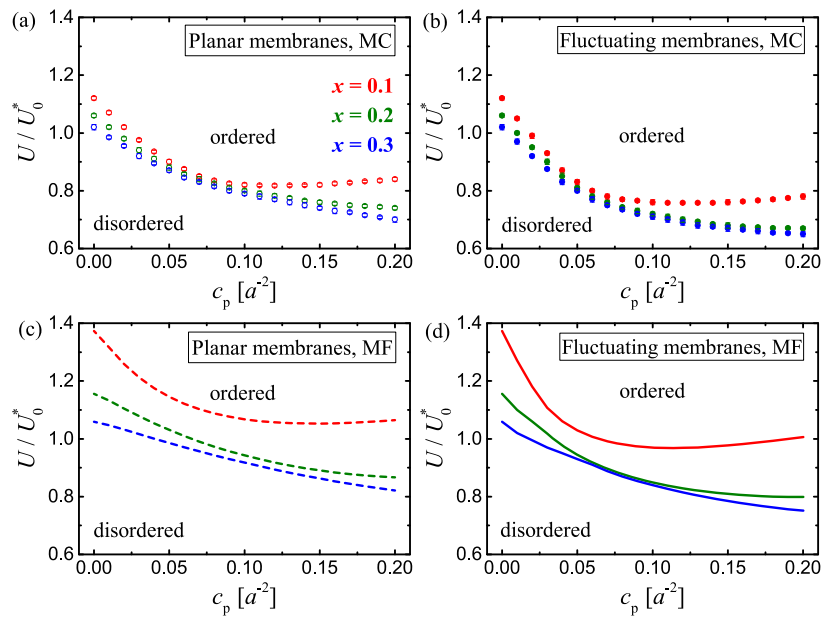 (a)
Planar membranes, MC
x = 0.1
x = 0.2
x = 0.3
ordered
disordered
U / U₀*
1.4
1.2
1.0
0.8
0.6
0.00 0.05 0.10 0.15 0.20
cₚ [a⁻²]
(b)
Fluctuating membranes, MC
ordered
disordered
U / U₀*
1.4
1.2
1.0
0.8
0.6
0.00 0.05 0.10 0.15 0.20
cₚ [a⁻²]
(c)
Planar membranes, MF
ordered
disordered
U / U₀*
1.4
1.2
1.0
0.8
0.6
0.00 0.05 0.10 0.15 0.20
cₚ [a⁻²]
(d)
Fluctuating membranes, MF
ordered
disordered
U / U₀*
1.4
1.2
1.0
0.8
0.6
0.00 0.05 0.10 0.15 0.20
cₚ [a⁻²]